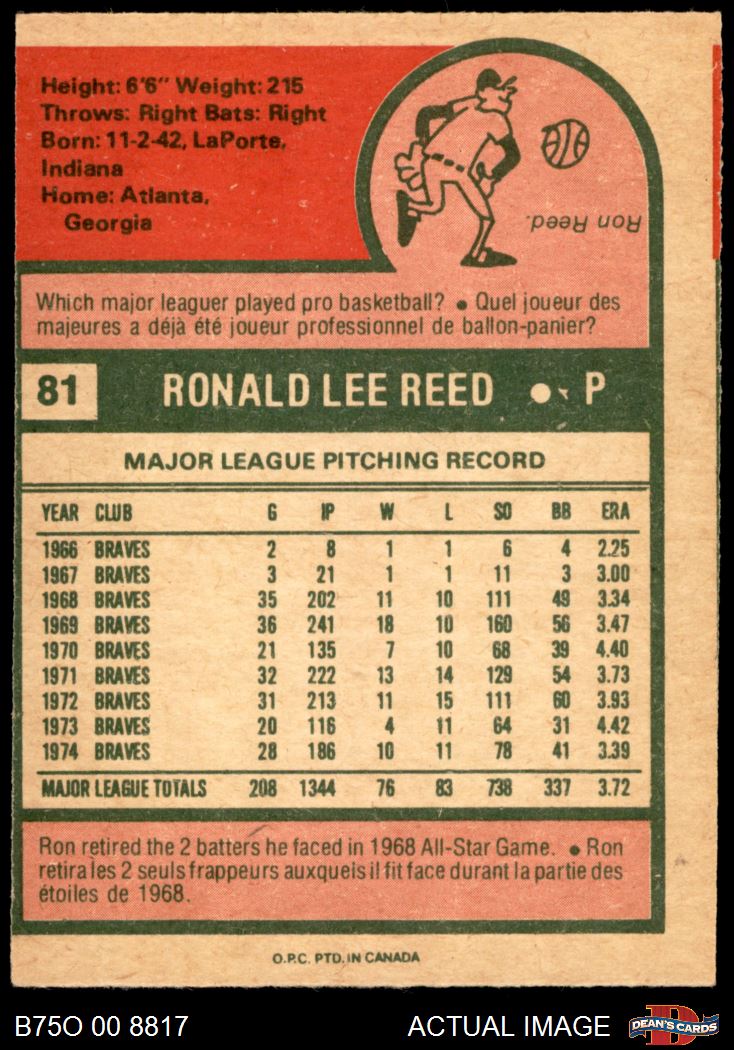 Height: 6'6" Weight: 215
Throws: Right Bats: Right
Born: 11-2-42, LaPorte,
Indiana
Home: Atlanta,
Georgia
Ron Reed.
Which major leaguer played pro basketball? ● Quel joueur des
majeures a déjà été joueur professionnel de ballon-panier?
81 RONALD LEE REED ● P
MAJOR LEAGUE PITCHING RECORD
YEAR CLUB G IP W L SO BB ERA
1966 BRAVES 2 8 1 1 6 4 2.25
1967 BRAVES 3 21 1 1 11 3 3.00
1968 BRAVES 35 202 11 10 111 49 3.34
1969 BRAVES 36 241 18 10 160 56 3.47
1970 BRAVES 21 135 7 10 68 39 4.40
1971 BRAVES 32 222 13 14 129 54 3.73
1972 BRAVES 31 213 11 15 111 60 3.93
1973 BRAVES 20 116 4 11 64 31 4.42
1974 BRAVES 28 186 10 11 78 41 3.39
MAJOR LEAGUE TOTALS 208 1344 76 83 738 337 3.72
Ron retired the 2 batters he faced in 1968 All-Star Game. ● Ron
retira les 2 seuls frappeurs auxquels il fit face durant la partie des
étoiles de 1968.
O.P.C. PTD. IN CANADA
B75O 00 8817 ACTUAL IMAGE D DEAN'S CARDS